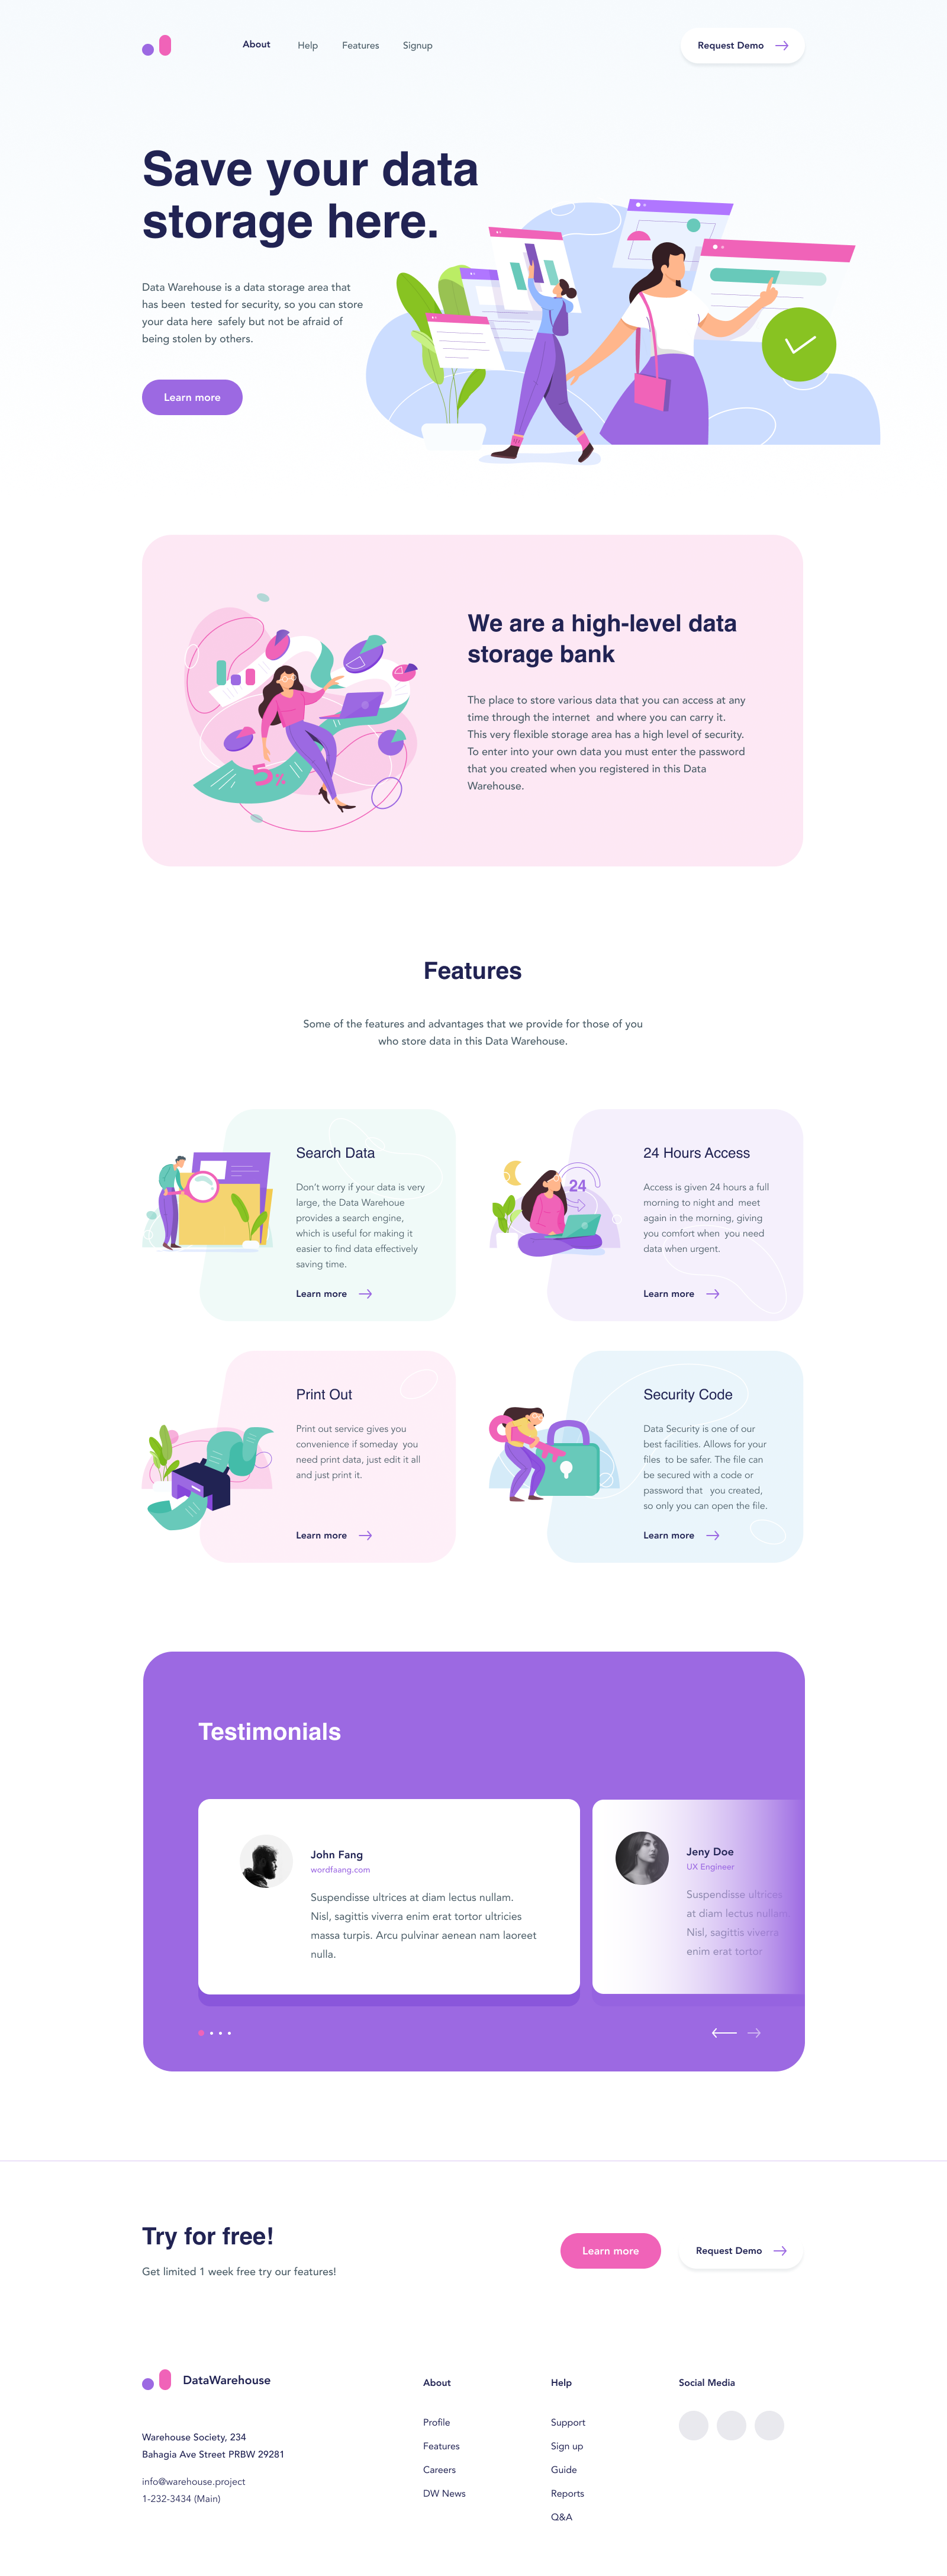 About
Help
Features
Signup
Request Demo
Save your data
storage here.
Data Warehouse is a data storage area that
has been  tested for security, so you can store
your data here  safely but not be afraid of
being stolen by others.
Learn more
We are a high-level data
storage bank
The place to store various data that you can access at any
time through the internet  and where you can carry it.
This very flexible storage area has a high level of security.
To enter into your own data you must enter the password
that you created when you registered in this Data
Warehouse.
5%
Features
Some of the features and advantages that we provide for those of you
who store data in this Data Warehouse.
Search Data
Don't worry if your data is very
large, the Data Warehoue
provides a search engine,
which is useful for making it
easier to find data effectively
saving time.
Learn more
24
24 Hours Access
Access is given 24 hours a full
morning to night and  meet
again in the morning, giving
you comfort when  you need
data when urgent.
Learn more
Print Out
Print out service gives you
convenience if someday  you
need print data, just edit it all
and just print it.
Learn more
Security Code
Data Security is one of our
best facilities. Allows for your
files  to be safer. The file can
be secured with a code or
password that   you created,
so only you can open the file.
Learn more
Testimonials
John Fang
wordfaang.com
Suspendisse ultrices at diam lectus nullam.
Nisl, sagittis viverra enim erat tortor ultricies
massa turpis. Arcu pulvinar aenean nam laoreet
nulla.
Jeny Doe
UX Engineer
Suspendisse ultrices
at diam lectus nullam.
Nisl, sagittis viverra
enim erat tortor
Try for free!
Get limited 1 week free try our features!
Learn more
Request Demo
DataWarehouse
Warehouse Society, 234
Bahagia Ave Street PRBW 29281
info@warehouse.project
1-232-3434 (Main)
About
Profile
Features
Careers
DW News
Help
Support
Sign up
Guide
Reports
Q&A
Social Media